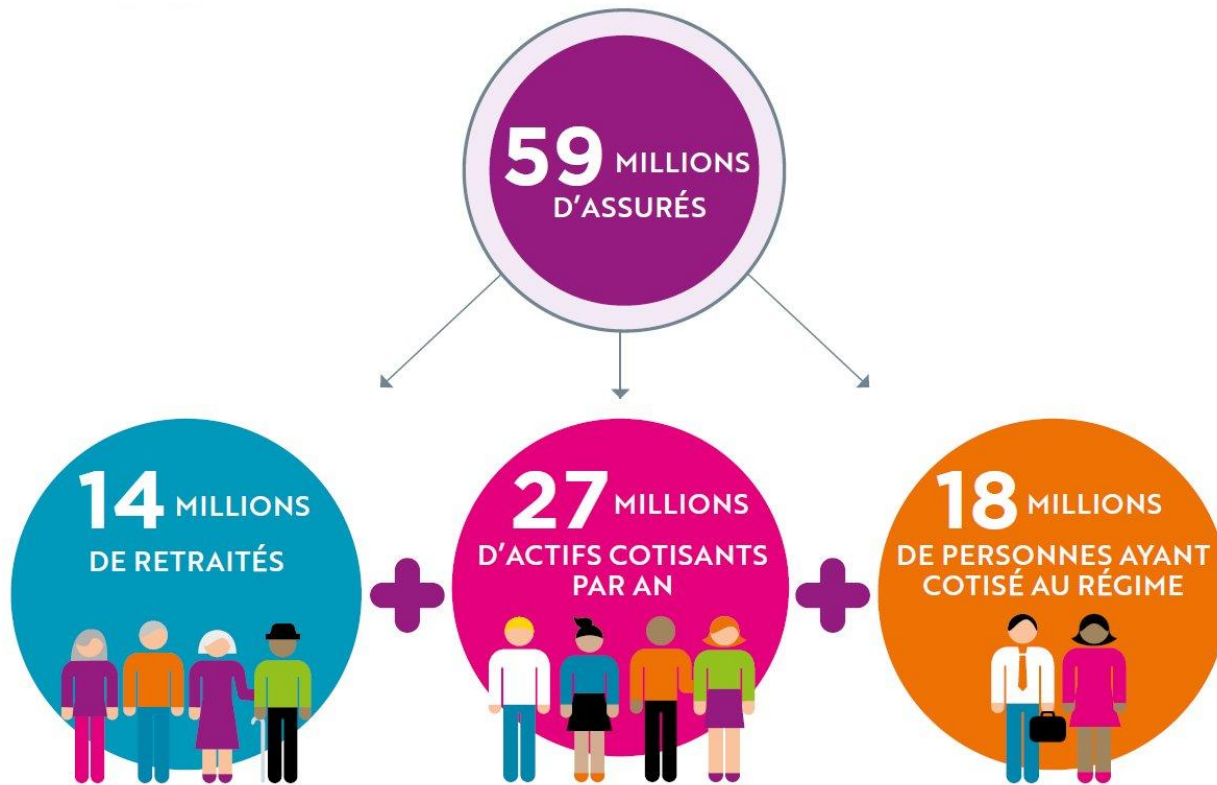 59 MILLIONS
D'ASSURÉS
14 MILLIONS
DE RETRAITÉS
27 MILLIONS
D'ACTIFS COTISANTS
PAR AN
18 MILLIONS
DE PERSONNES AYANT
COTISÉ AU RÉGIME